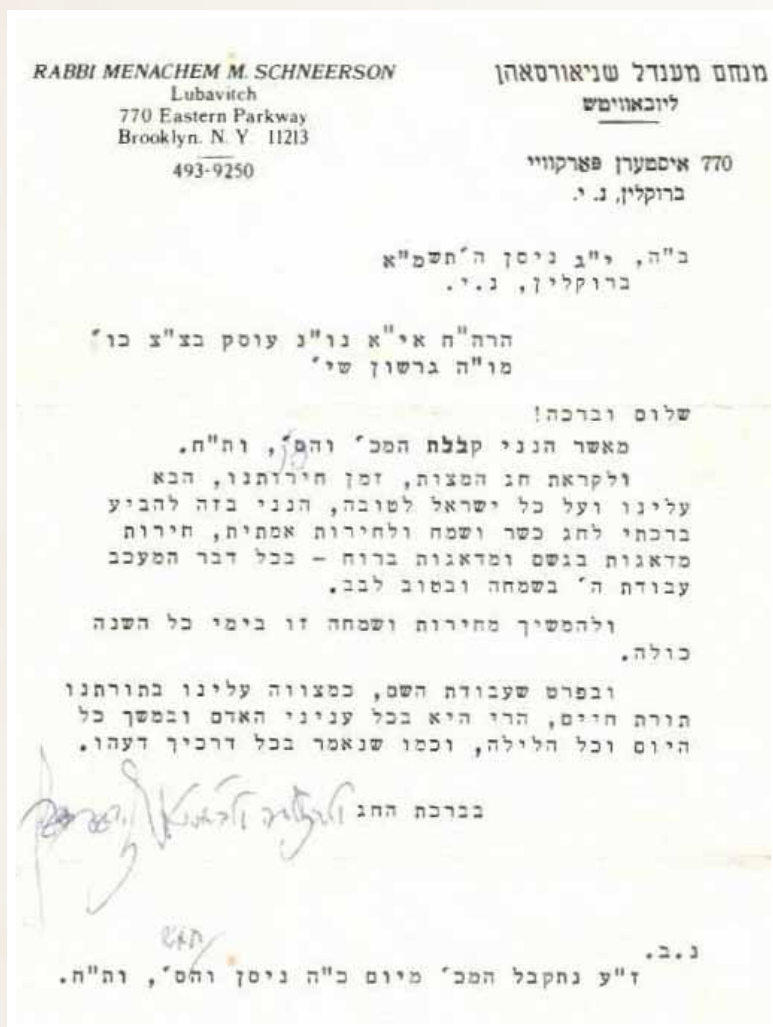 RABBI MENACHEM M. SCHNEERSON
Lubavitch
770 Eastern Parkway
Brooklyn. N. Y 11213
493-9250
מנחם מענדל שניאורסאהן
ליובאוויטש
770 איסטערן פארקוויי
ברוקלין, נ. י.
ב"ה, י"ג ניסן ה'תשמ"א
ברוקלין, נ.י.
הרה"ח אי"א נו"נ עוסק בצ"צ כו'
מו"ה גרשון שי'
שלום וברכה!
מאשר הנני קבלת המכ' והס', ות"ח.
ולקראת חג המצות, זמן חירותנו, הבא
עלינו ועל כל ישראל לטובה, הנני בזה להביע
ברכתי לחג כשר ושמח ולחירות אמתית, חירות
מדאגות בגשם ומדאגות ברוח – בכל דבר המעכב
עבודת ה' בשמחה ובטוב לבב.
ולהמשיך מחירות ושמחה זו בימי כל השנה
כולה.
ובפרט שעבודת השם, כמצווה עלינו בתורתנו
תורת חיים, הרי היא בכל עניני האדם ובמשך כל
היום וכל הלילה, וכמו שנאמר בכל דרכיך דעהו.
בברכת החג
נ.ב.
ז"ע נתקבל המכ' מיום כ"ה ניסן והס', ות"ח.